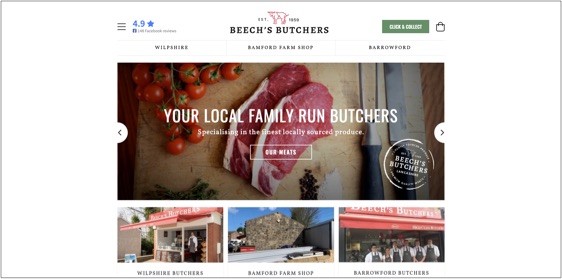 4.9
148 Facebook reviews
EST. 1956
BEECH'S BUTCHERS
CLICK & COLLECT
WILPSHIRE
BAMFORD FARM SHOP
BARROWFORD
YOUR LOCAL FAMILY RUN BUTCHERS
Specialising in the finest locally sourced produce.
OUR MEATS
BEECH'S
BUTCHERS
LANCASHIRE
BEECH'S BUTCHERS
BEECH'S BUTCHERS
WILPSHIRE BUTCHERS
BAMFORD FARM SHOP
BARROWFORD BUTCHERS